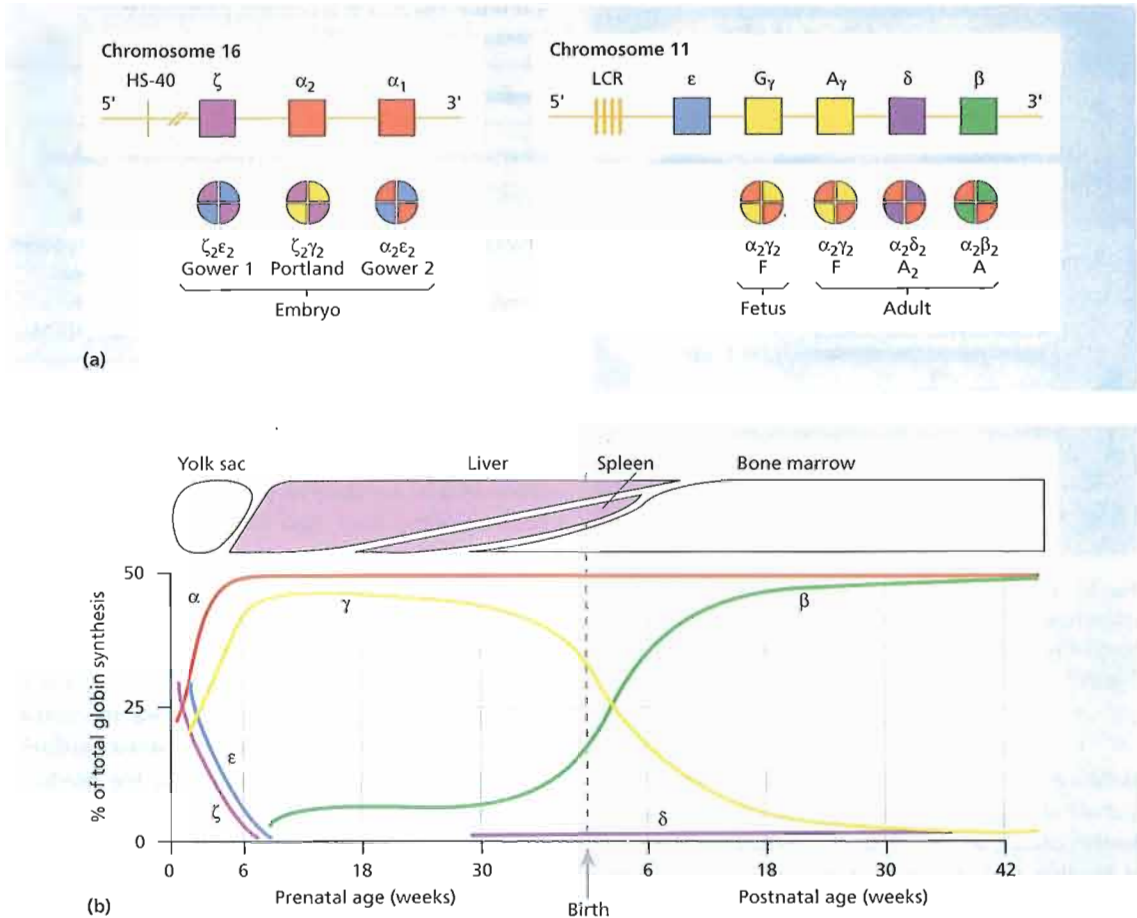 Chromosome 16
HS-40 ζ α₂ α₁
5' 3'
ζ₂ε₂ ζ₂γ₂ α₂ε₂
Gower 1 Portland Gower 2
Embryo
Chromosome 11
LCR ε Gγ Aγ δ β
5' 3'
α₂γ₂ α₂γ₂ α₂δ₂ α₂β₂
F F A₂ A
Fetus Adult
(a)
Yolk sac Liver Spleen Bone marrow
% of total globin synthesis
50
25
0
α γ β
ε
ζ δ
0 6 18 30 6 18 30 42
Prenatal age (weeks) Postnatal age (weeks)
Birth
(b)